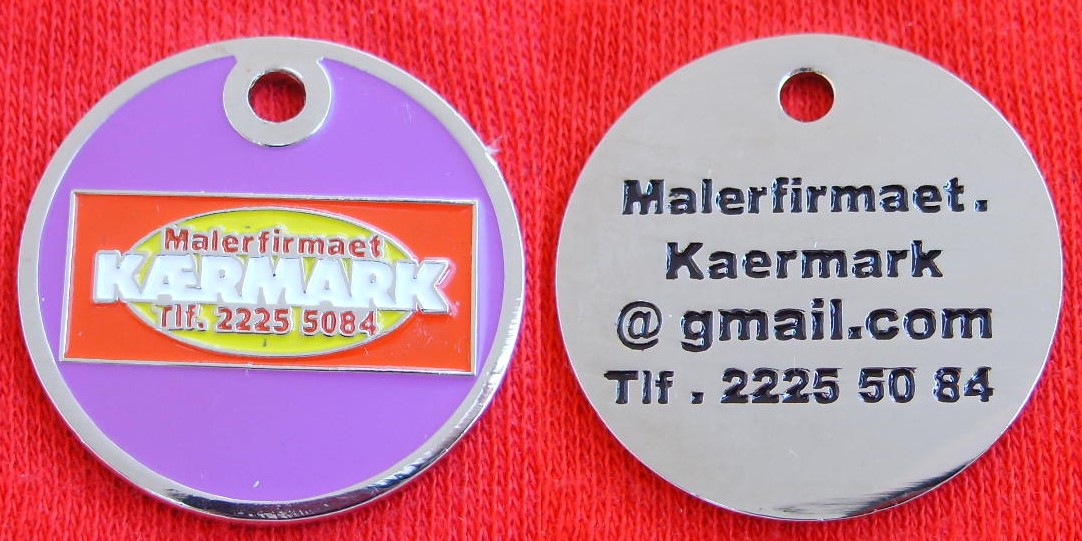 Malerfirmaet
KÆRMARK
Tlf. 2225 5084
Malerfirmaet.
Kaermark
@ gmail.com
Tlf . 2225 50 84